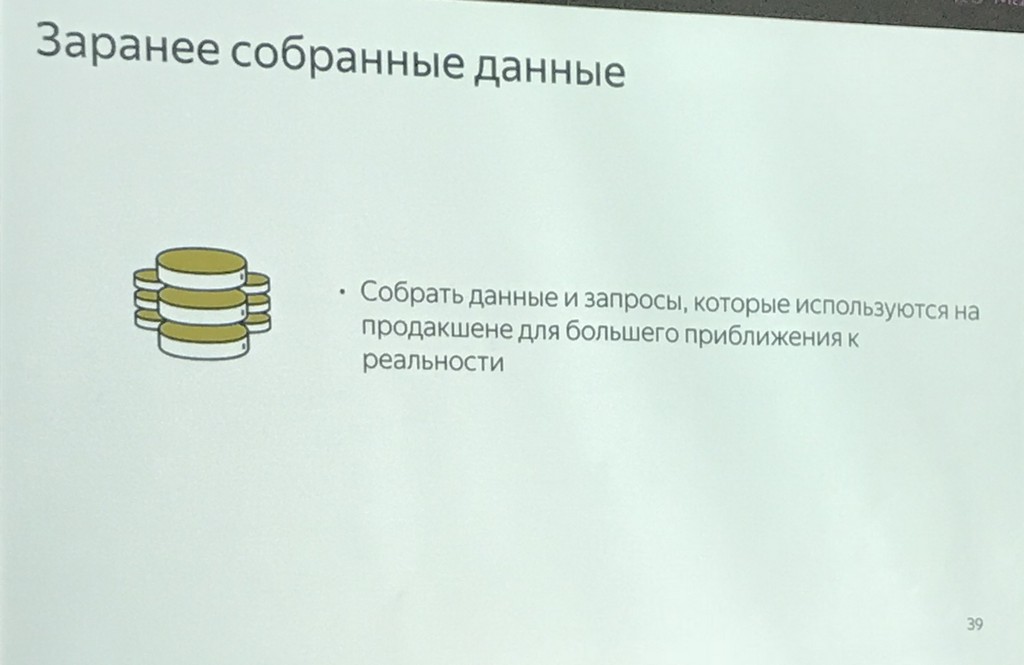 Заранее собранные данные
• Собрать данные и запросы, которые используются на
продакшене для большего приближения к
реальности
39